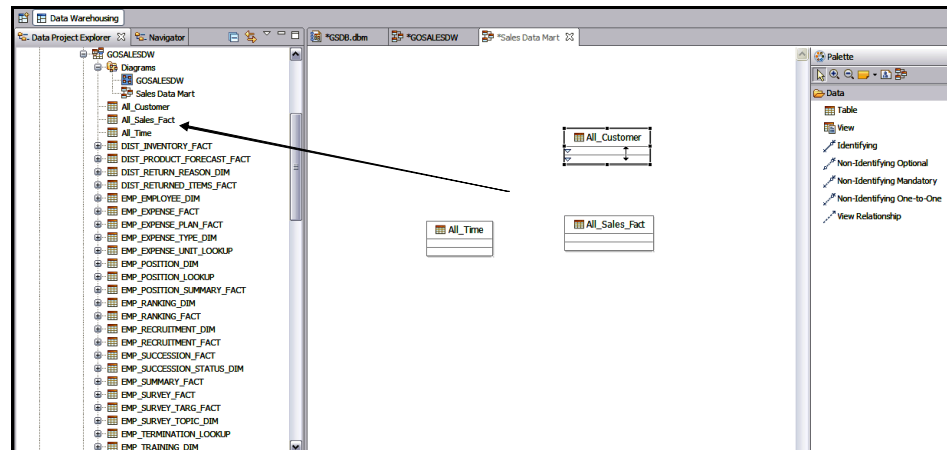 Data Warehousing
Data Project Explorer
Navigator
*GSDB.dbm
*GOSALESDW
*Sales Data Mart
GOSALESDW
Diagrams
GOSALESDW
Sales Data Mart
All_Customer
All_Sales_Fact
All_Time
DIST_INVENTORY_FACT
DIST_PRODUCT_FORECAST_FACT
DIST_RETURN_REASON_DIM
DIST_RETURNED_ITEMS_FACT
EMP_EMPLOYEE_DIM
EMP_EXPENSE_FACT
EMP_EXPENSE_PLAN_FACT
EMP_EXPENSE_TYPE_DIM
EMP_EXPENSE_UNIT_LOOKUP
EMP_POSITION_DIM
EMP_POSITION_LOOKUP
EMP_POSITION_SUMMARY_FACT
EMP_RANKING_DIM
EMP_RANKING_FACT
EMP_RECRUITMENT_DIM
EMP_RECRUITMENT_FACT
EMP_SUCCESSION_FACT
EMP_SUCCESSION_STATUS_DIM
EMP_SUMMARY_FACT
EMP_SURVEY_FACT
EMP_SURVEY_TARG_FACT
EMP_SURVEY_TOPIC_DIM
EMP_TERMINATION_LOOKUP
EMP_TRAINING_DIM
All_Customer
All_Time
All_Sales_Fact
Palette
Data
Table
View
Identifying
Non-Identifying Optional
Non-Identifying Mandatory
Non-Identifying One-to-One
View Relationship